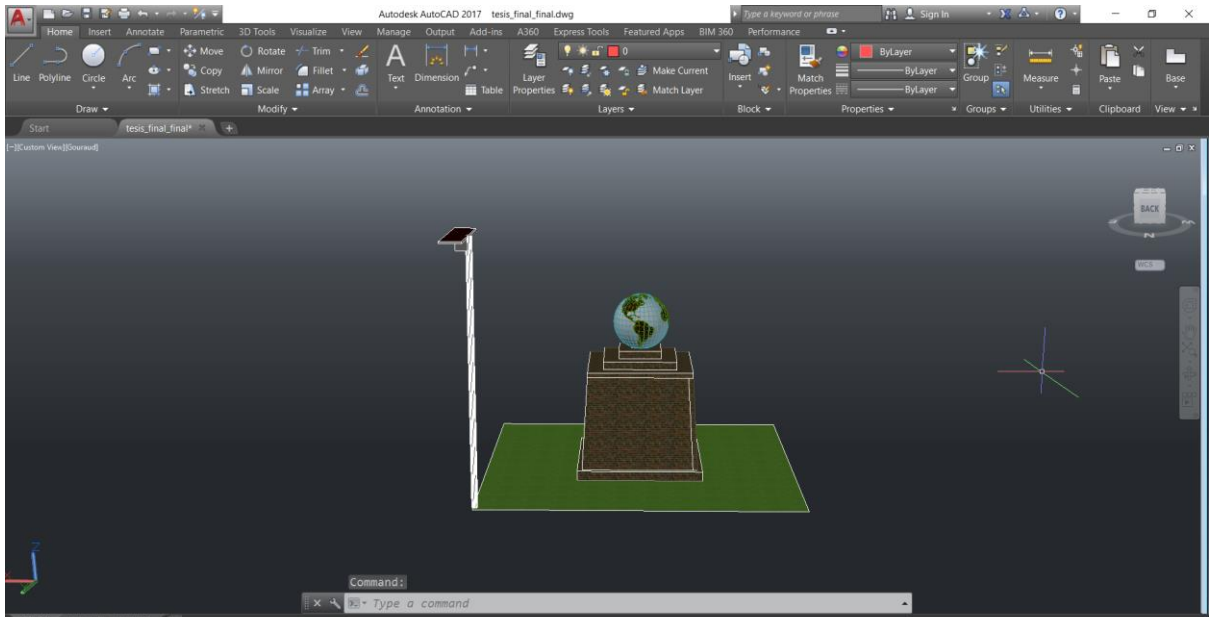 A
Autodesk AutoCAD 2017 tesis_final_final.dwg
Type a keyword or phrase
Sign In
Home Insert Annotate Parametric 3D Tools Visualize View Manage Output Add-ins A360 Express Tools Featured Apps BIM 360 Performance
Line Polyline Circle Arc
Move Rotate Trim
Copy Mirror Fillet
Stretch Scale Array
A
Text Dimension
Table
Layer
Properties
0
Make Current
Match Layer
Insert
Match
Properties
ByLayer
ByLayer
ByLayer
Group
Measure
Paste
Base
Draw Modify Annotation Layers Block Properties Groups Utilities Clipboard View
Start tesis_final_final* +
[−][Custom View][Gouraud]
BACK
N
WCS
Z
X
Command:
Type a command